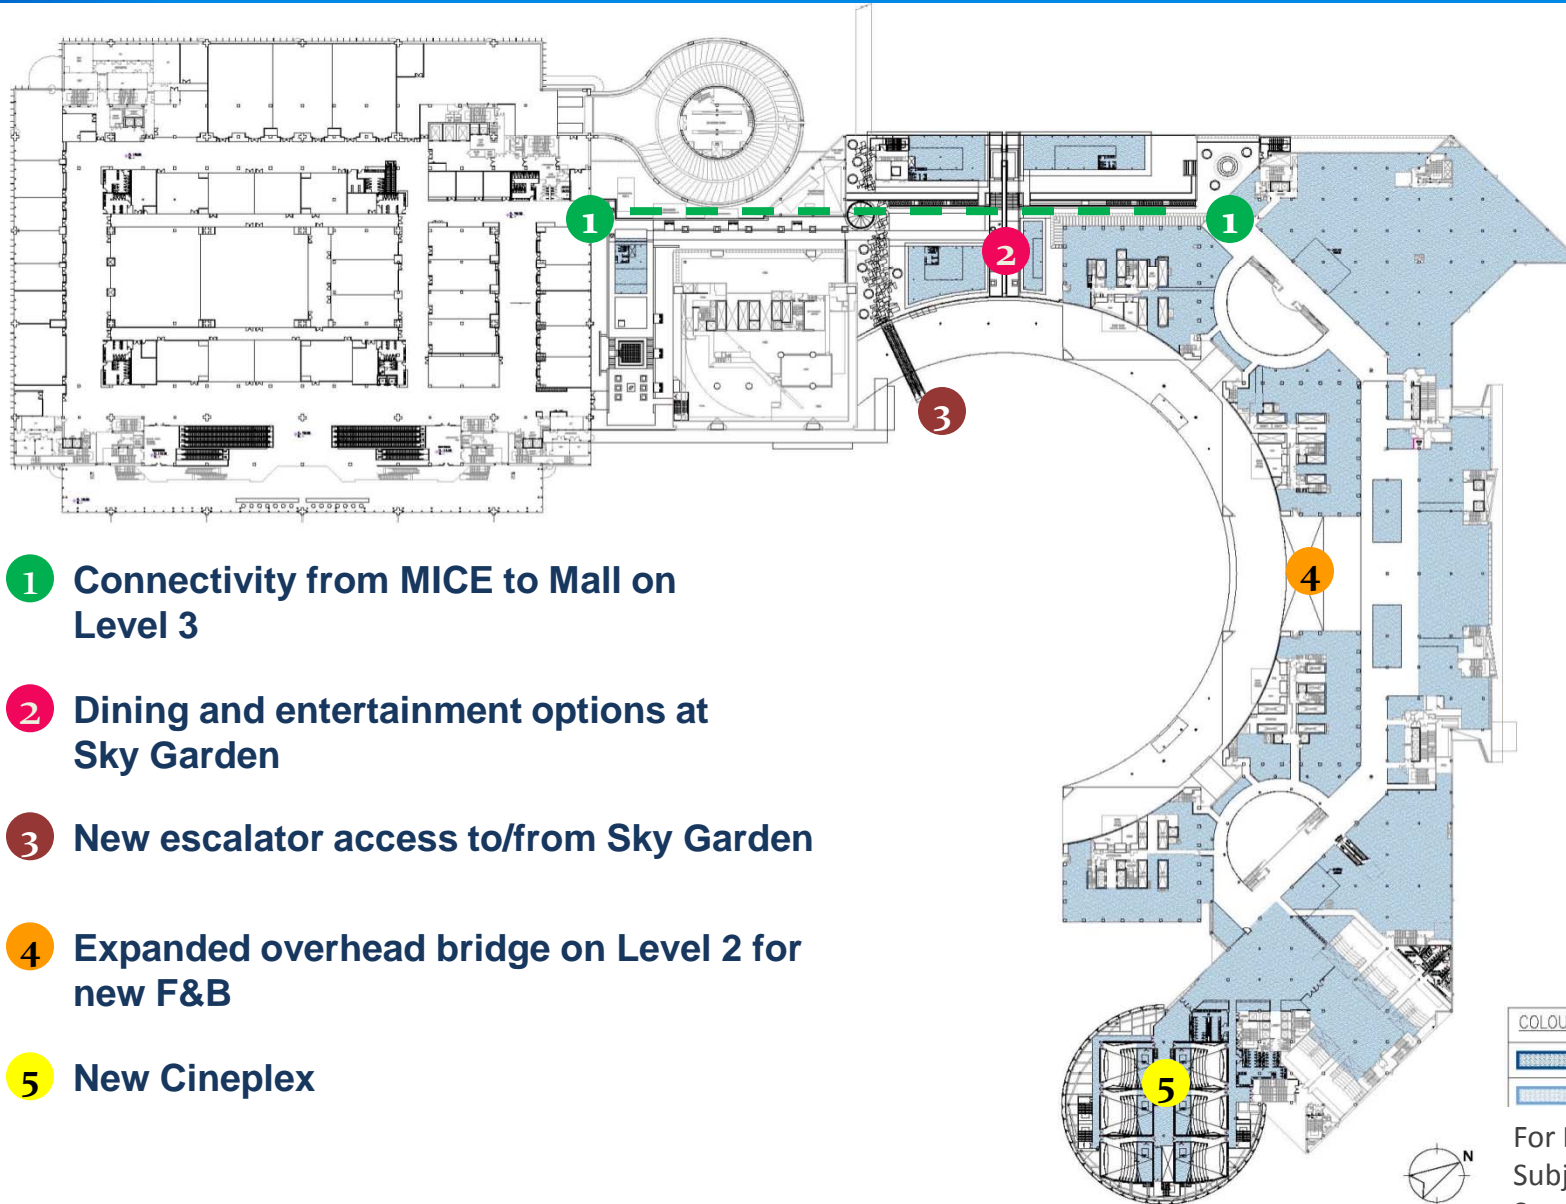 1
1
2
3
4
5
1 Connectivity from MICE to Mall on
Level 3
2 Dining and entertainment options at
Sky Garden
3 New escalator access to/from Sky Garden
4 Expanded overhead bridge on Level 2 for
new F&B
5 New Cineplex
N
COLOU
For
Subj